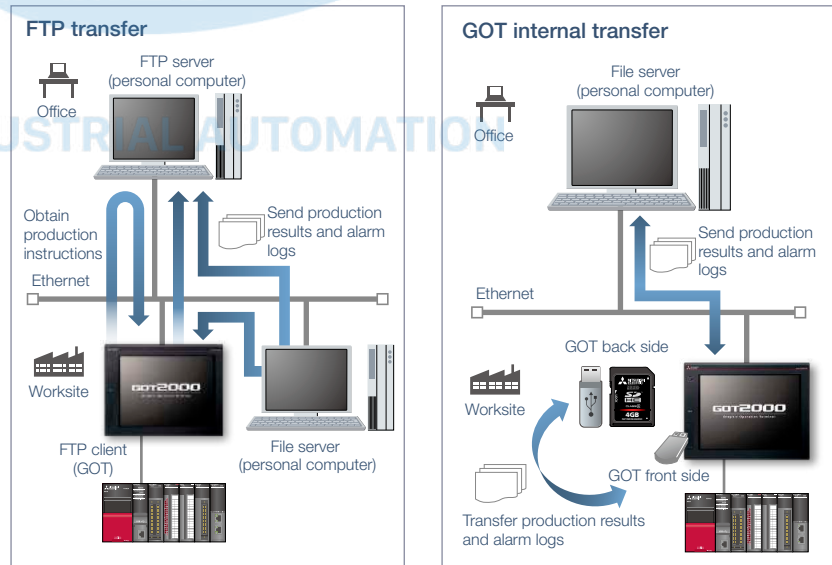 FTP transfer
FTP server
(personal computer)
Office
USTRIAL AUTOMATION
Obtain
production
instructions
Send production
results and alarm
logs
Ethernet
Worksite
GOT2000
FTP client
(GOT)
File server
(personal computer)
GOT internal transfer
File server
(personal computer)
Office
Send production
results and alarm
logs
Ethernet
GOT back side
Worksite
SD
4GB
GOT2000
GOT front side
Transfer production results
and alarm logs